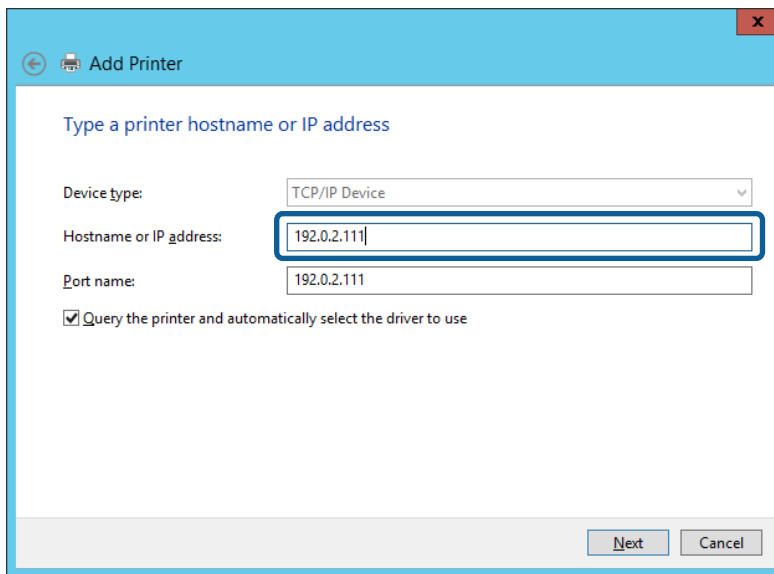 x
Add Printer
Type a printer hostname or IP address
Device type: TCP/IP Device
Hostname or IP address: 192.0.2.111
Port name: 192.0.2.111
Query the printer and automatically select the driver to use
Next Cancel